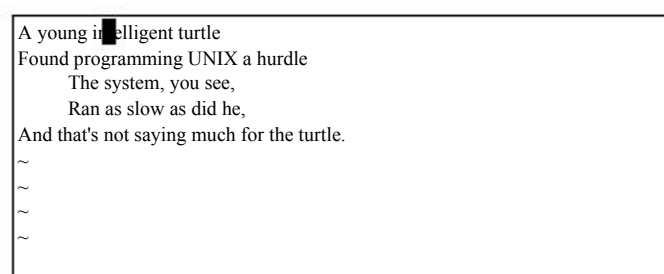 A young intelligent turtle
Found programming UNIX a hurdle
The system, you see,
Ran as slow as did he,
And that's not saying much for the turtle.
~
~
~
~